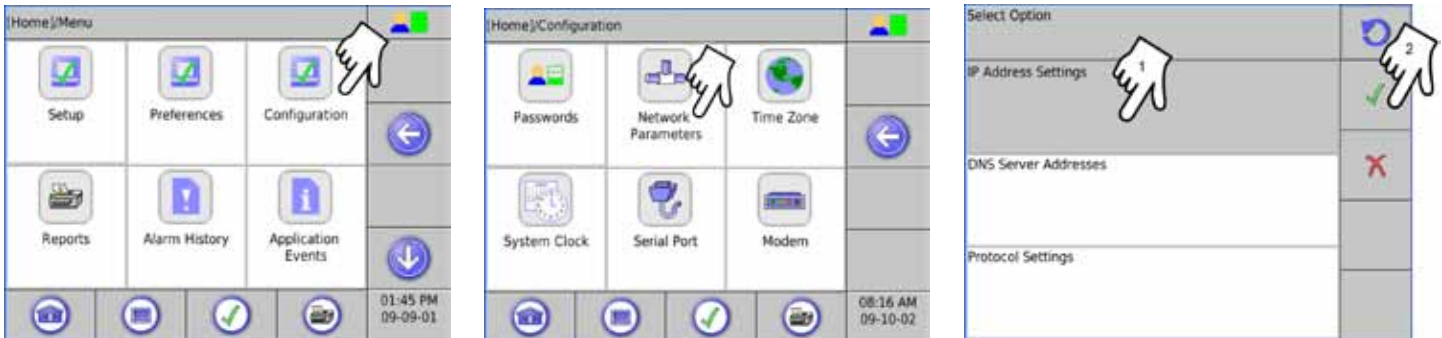 [Home]/Menu
Setup
Preferences
Configuration
Reports
Alarm History
Application
Events
01:45 PM
09-09-01
[Home]/Configuration
Passwords
Network
Parameters
Time Zone
System Clock
Serial Port
Modem
08:16 AM
09-10-02
Select Option
IP Address Settings
1
2
DNS Server Addresses
Protocol Settings